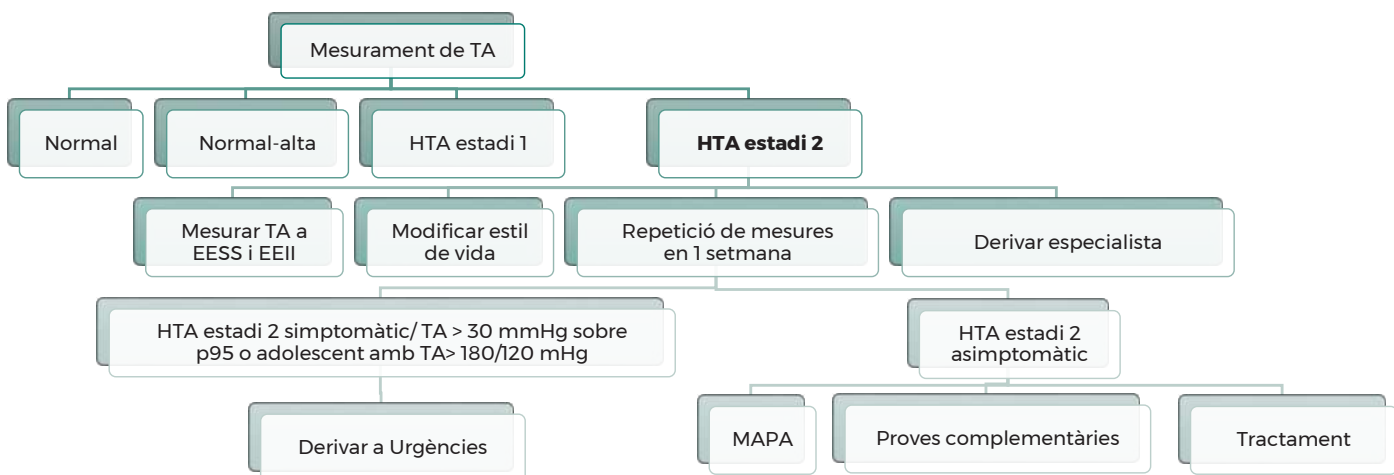 Mesurament de TA
Normal
Normal-alta
HTA estadi 1
HTA estadi 2
Mesurar TA a
EESS i EEII
Modificar estil
de vida
Repetició de mesures
en 1 setmana
Derivar especialista
HTA estadi 2 simptomàtic/ TA > 30 mmHg sobre
p95 o adolescent amb TA> 180/120 mHg
HTA estadi 2
asimptomàtic
Derivar a Urgències
MAPA
Proves complementàries
Tractament